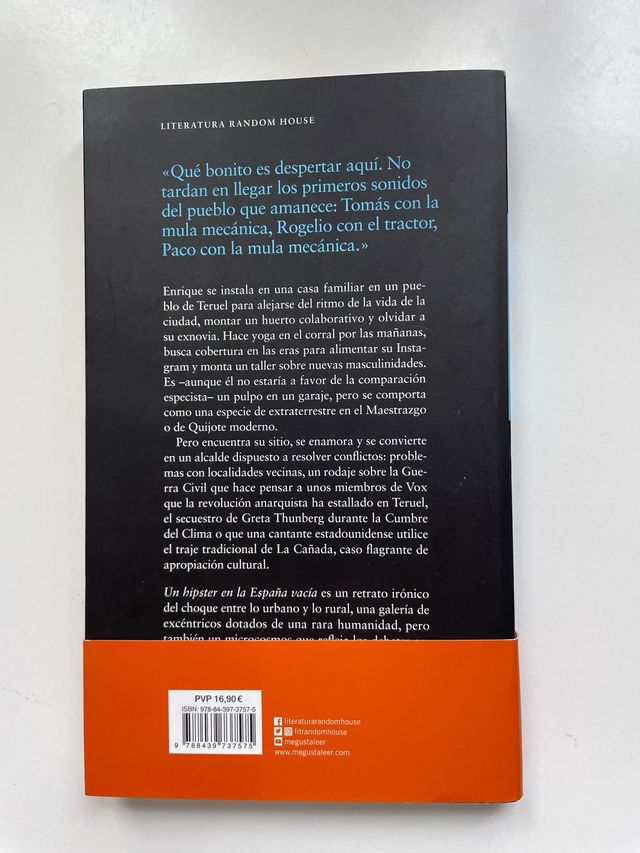 LITERATURA RANDOM HOUSE
«Qué bonito es despertar aquí. No
tardan en llegar los primeros sonidos
del pueblo que amanece: Tomás con la
mula mecánica, Rogelio con el tractor,
Paco con la mula mecánica.»
Enrique se instala en una casa familiar en un pue-
blo de Teruel para alejarse del ritmo de la vida de la
ciudad, montar un huerto colaborativo y olvidar a
su exnovia. Hace yoga en el corral por las mañanas,
busca cobertura en las eras para alimentar su Insta-
gram y monta un taller sobre nuevas masculinidades.
Es –aunque él no estaría a favor de la comparación
especista– un pulpo en un garaje, pero se comporta
como una especie de extraterrestre en el Maestrazgo
o de Quijote moderno.
Pero encuentra su sitio, se enamora y se convierte
en un alcalde dispuesto a resolver conflictos: proble-
mas con localidades vecinas, un rodaje sobre la Gue-
rra Civil que hace pensar a unos miembros de Vox
que la revolución anarquista ha estallado en Teruel,
el secuestro de Greta Thunberg durante la Cumbre
del Clima o que una cantante estadounidense utilice
el traje tradicional de La Cañada, caso flagrante de
apropiación cultural.
Un hipster en la España vacía es un retrato irónico
del choque entre lo urbano y lo rural, una galería de
excéntricos dotados de una rara humanidad, pero
también un microcosmos que refleja los debates
PVP 16,90 €
ISBN: 978-84-397-3757-5
9 788439 737575
literaturarandomhouse
litrandomhouse
megustaleer
www.megustaleer.com